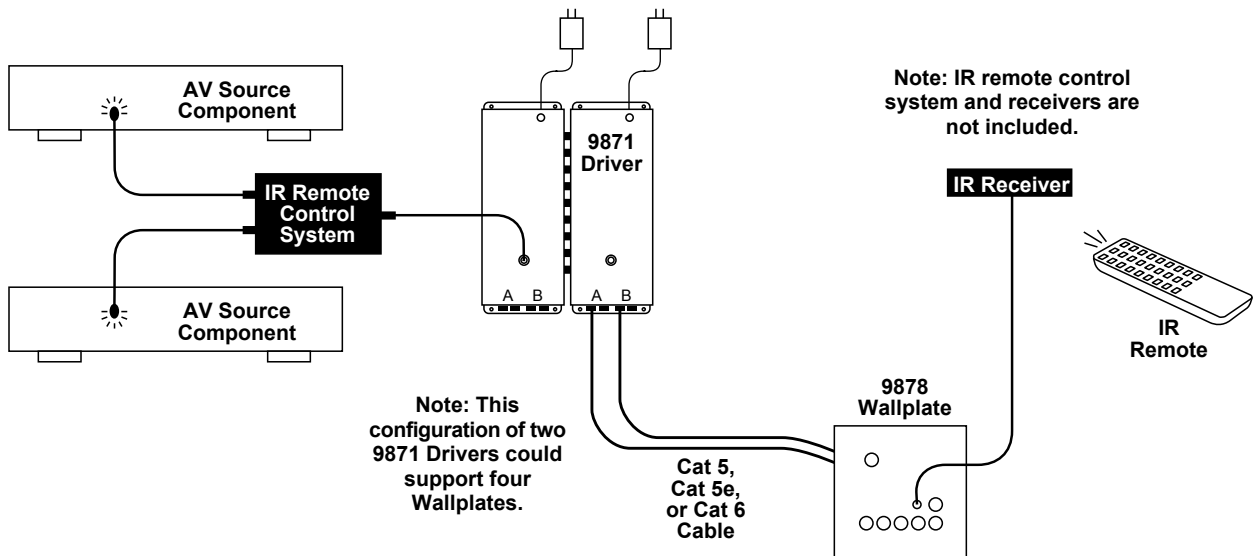 AV Source
Component
IR Remote
Control
System
AV Source
Component
9871
Driver
A B
A B
Note: This
configuration of two
9871 Drivers could
support four
Wallplates.
Cat 5,
Cat 5e,
or Cat 6
Cable
Note: IR remote control
system and receivers are
not included.
IR Receiver
IR
Remote
9878
Wallplate